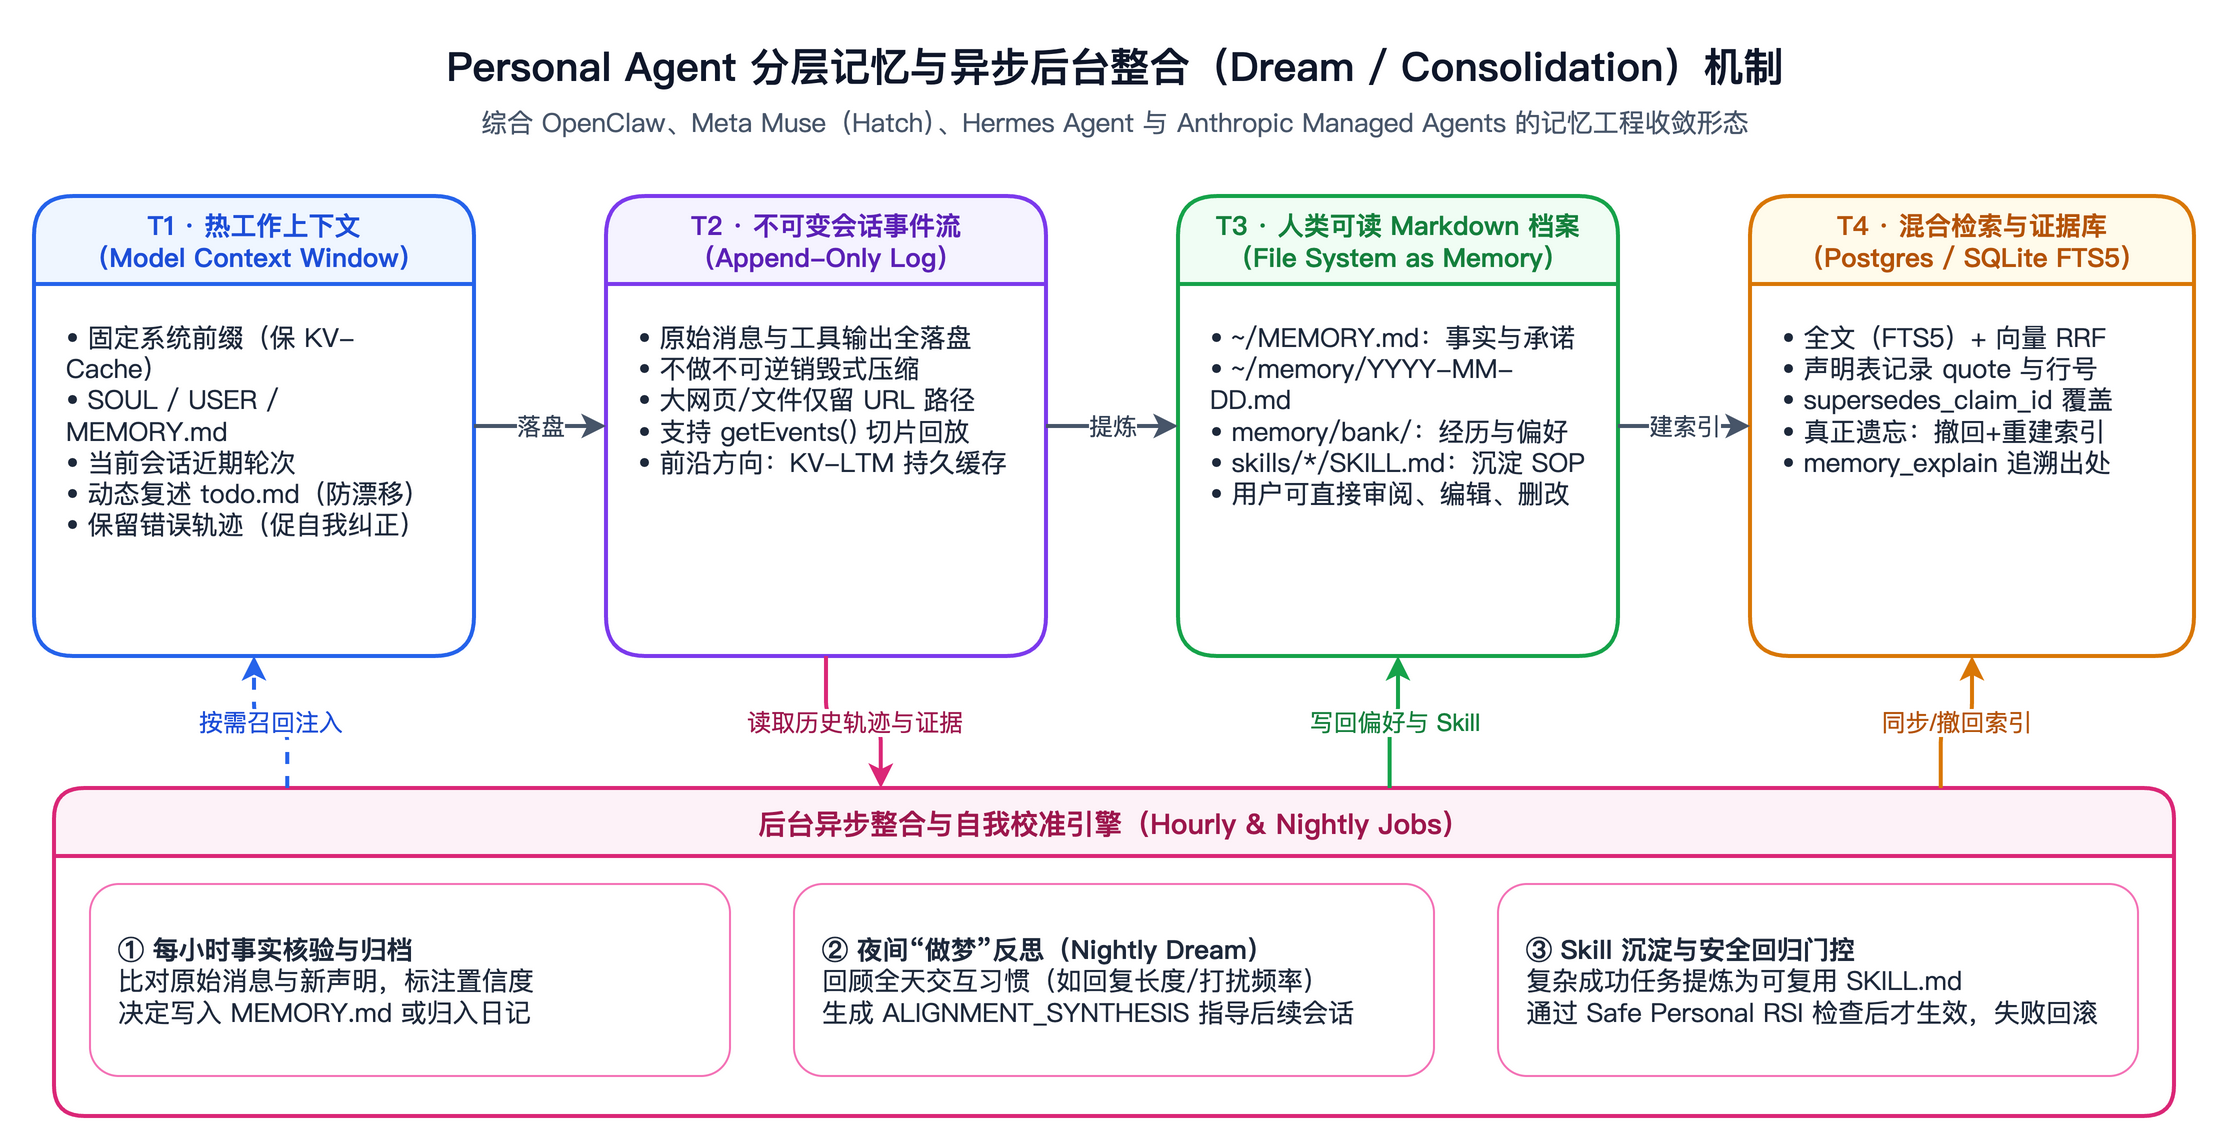 Personal Agent 分层记忆与异步后台整合（Dream / Consolidation）机制
综合 OpenClaw、Meta Muse（Hatch）、Hermes Agent 与 Anthropic Managed Agents 的记忆工程收敛形态
T1 · 热工作上下文
（Model Context Window）
• 固定系统前缀（保 KV-
Cache）
• SOUL / USER /
MEMORY.md
• 当前会话近期轮次
• 动态复述 todo.md（防漂移）
• 保留错误轨迹（促自我纠正）
落盘
T2 · 不可变会话事件流
（Append-Only Log）
• 原始消息与工具输出全落盘
• 不做不可逆销毁式压缩
• 大网页/文件仅留 URL 路径
• 支持 getEvents() 切片回放
• 前沿方向：KV-LTM 持久缓存
提炼
T3 · 人类可读 Markdown 档案
（File System as Memory）
• ~/MEMORY.md：事实与承诺
• ~/memory/YYYY-MM-
DD.md
• memory/bank/：经历与偏好
• skills/*/SKILL.md：沉淀 SOP
• 用户可直接审阅、编辑、删改
建索引
T4 · 混合检索与证据库
（Postgres / SQLite FTS5）
• 全文（FTS5）+ 向量 RRF
• 声明表记录 quote 与行号
• supersedes_claim_id 覆盖
• 真正遗忘：撤回+重建索引
• memory_explain 追溯出处
按需召回注入
读取历史轨迹与证据
写回偏好与 Skill
同步/撤回索引
后台异步整合与自我校准引擎（Hourly & Nightly Jobs）
① 每小时事实核验与归档
比对原始消息与新声明，标注置信度
决定写入 MEMORY.md 或归入日记
② 夜间“做梦”反思（Nightly Dream）
回顾全天交互习惯（如回复长度/打扰频率）
生成 ALIGNMENT_SYNTHESIS 指导后续会话
③ Skill 沉淀与安全回归门控
复杂成功任务提炼为可复用 SKILL.md
通过 Safe Personal RSI 检查后才生效，失败回滚